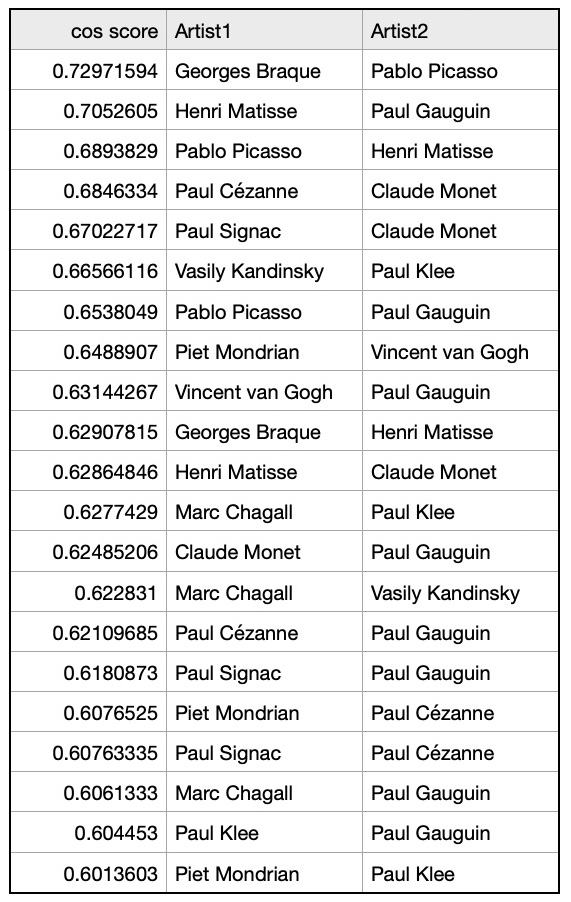 cos score Artist1 Artist2
0.72971594 Georges Braque Pablo Picasso
0.7052605 Henri Matisse Paul Gauguin
0.6893829 Pablo Picasso Henri Matisse
0.6846334 Paul Cézanne Claude Monet
0.67022717 Paul Signac Claude Monet
0.66566116 Vasily Kandinsky Paul Klee
0.6538049 Pablo Picasso Paul Gauguin
0.6488907 Piet Mondrian Vincent van Gogh
0.63144267 Vincent van Gogh Paul Gauguin
0.62907815 Georges Braque Henri Matisse
0.62864846 Henri Matisse Claude Monet
0.6277429 Marc Chagall Paul Klee
0.62485206 Claude Monet Paul Gauguin
0.622831 Marc Chagall Vasily Kandinsky
0.62109685 Paul Cézanne Paul Gauguin
0.6180873 Paul Signac Paul Gauguin
0.6076525 Piet Mondrian Paul Cézanne
0.60763335 Paul Signac Paul Cézanne
0.6061333 Marc Chagall Paul Gauguin
0.604453 Paul Klee Paul Gauguin
0.6013603 Piet Mondrian Paul Klee